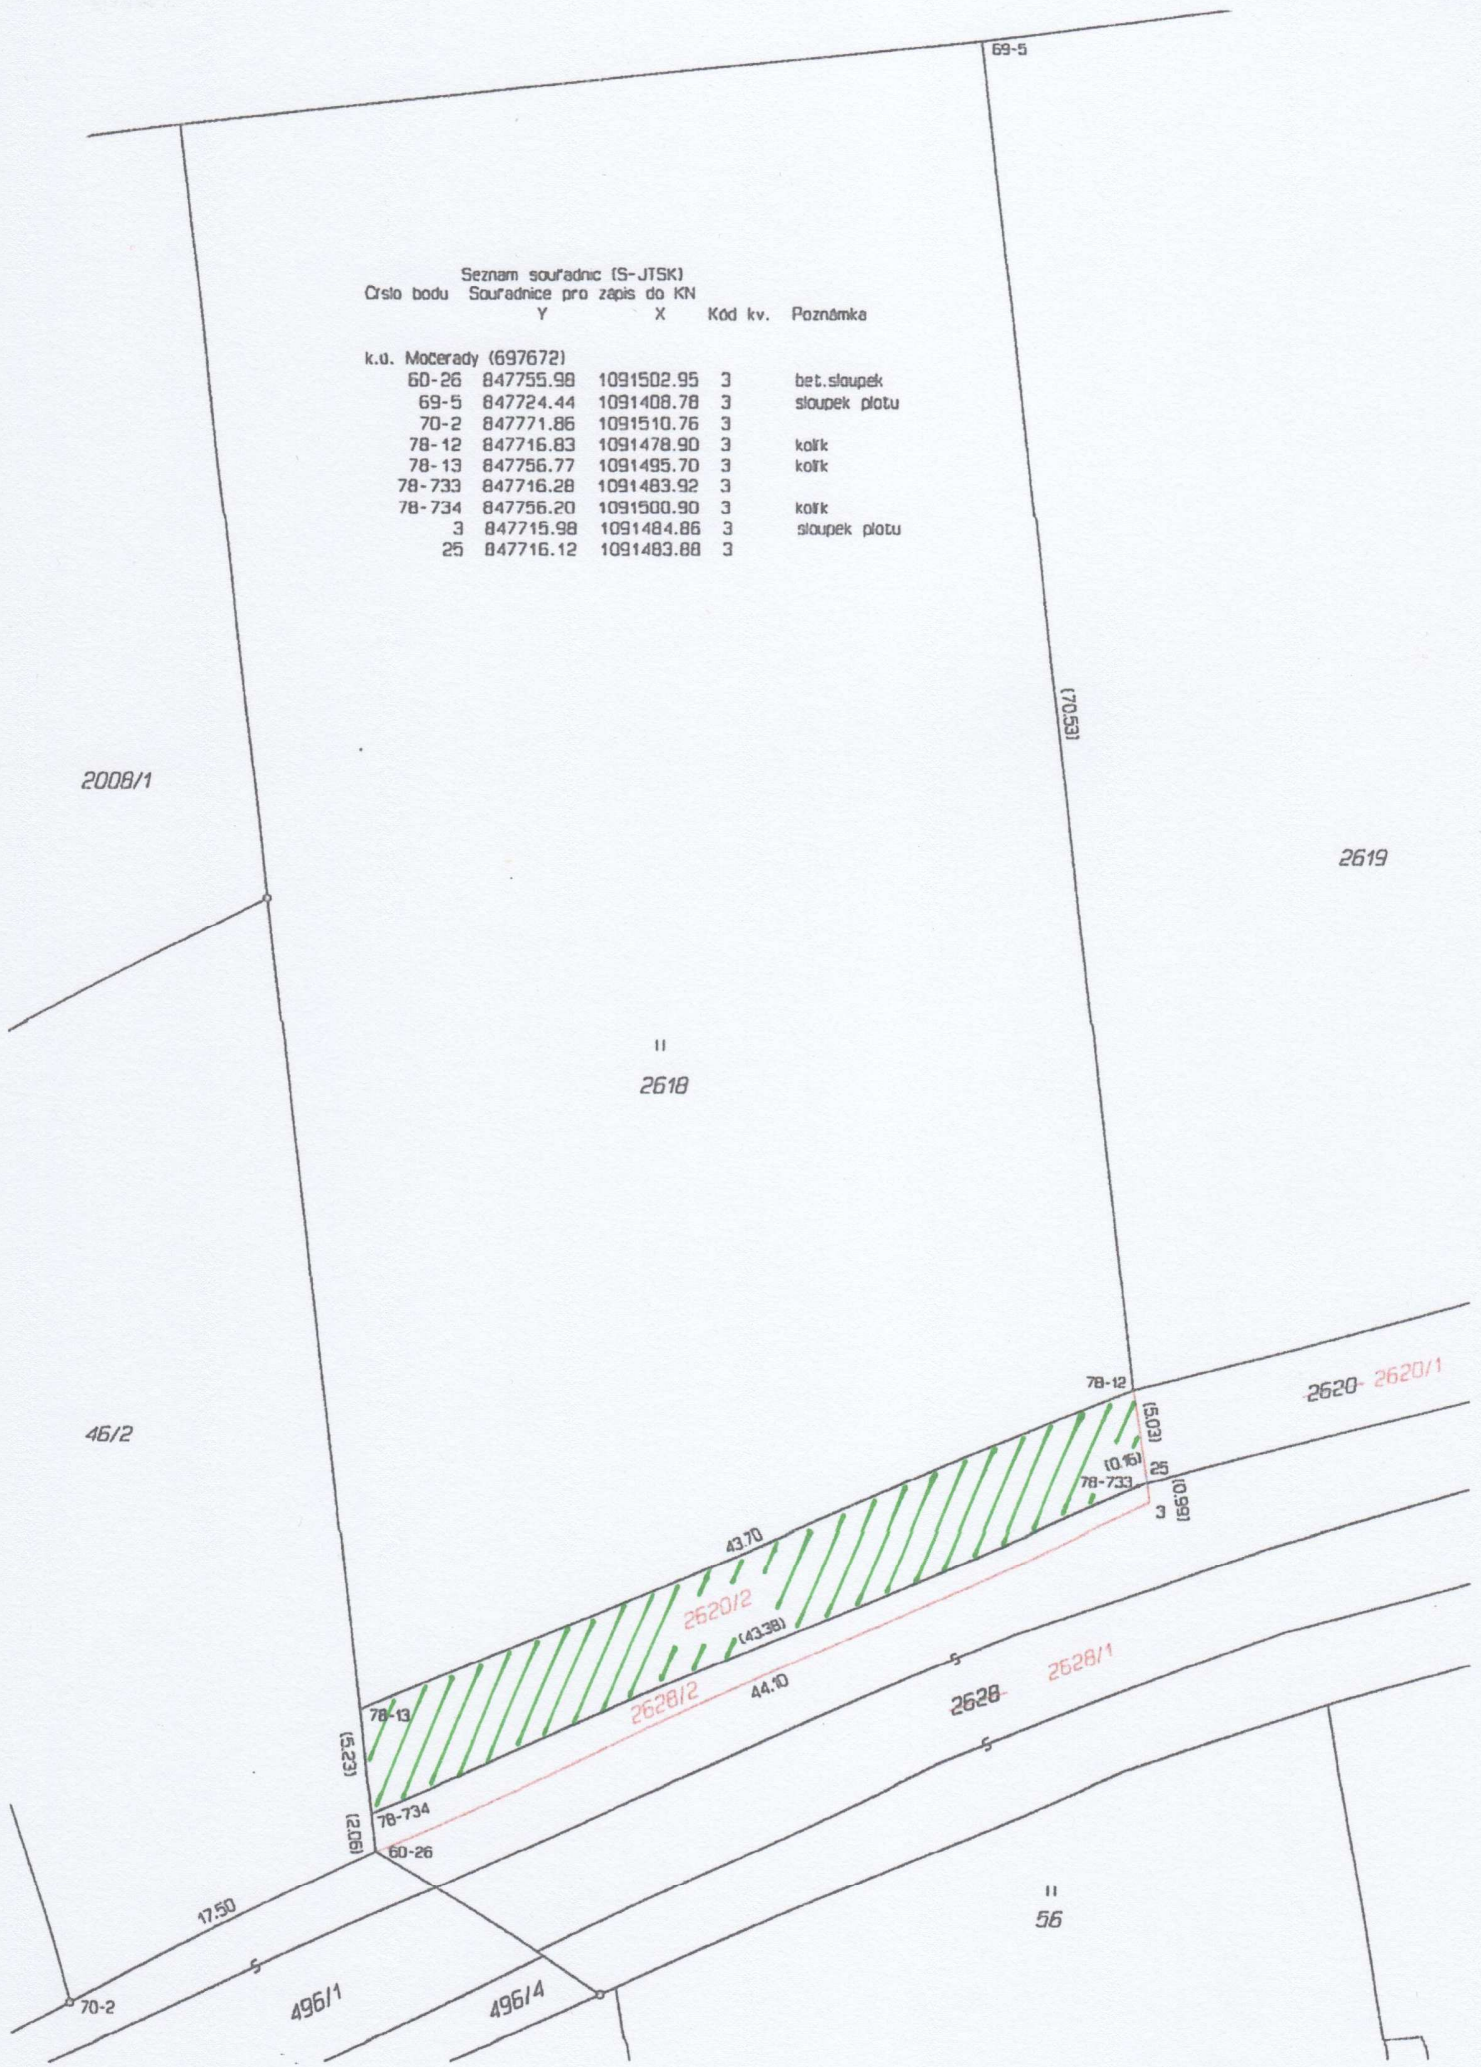 69-5
Seznam souřadnic (S-JTSK)
Číslo bodu Souřadnice pro zápis do KN
Y X Kód kv. Poznámka
k.ú. Močerady (697672)
60-26 847755.98 1091502.95 3 bet.sloupek
69-5 847724.44 1091408.78 3 sloupek plotu
70-2 847771.86 1091510.76 3
78-12 847716.83 1091478.90 3 kolík
78-13 847756.77 1091495.70 3 kolík
78-733 847716.28 1091483.92 3
78-734 847756.20 1091500.90 3 kolík
3 847715.98 1091484.86 3 sloupek plotu
25 847716.12 1091483.88 3
(70.53)
2008/1
2619
2618
78-12
2620 2620/1
(5.03)
46/2
(0.16) 25
78-733
(0.99)
3
43.70
2620/2
(43.38)
2628/1
44.10
2628/2
2628
78-13
(5.23)
78-734
(2.06)
60-26
17.50
56
496/1
496/4
70-2